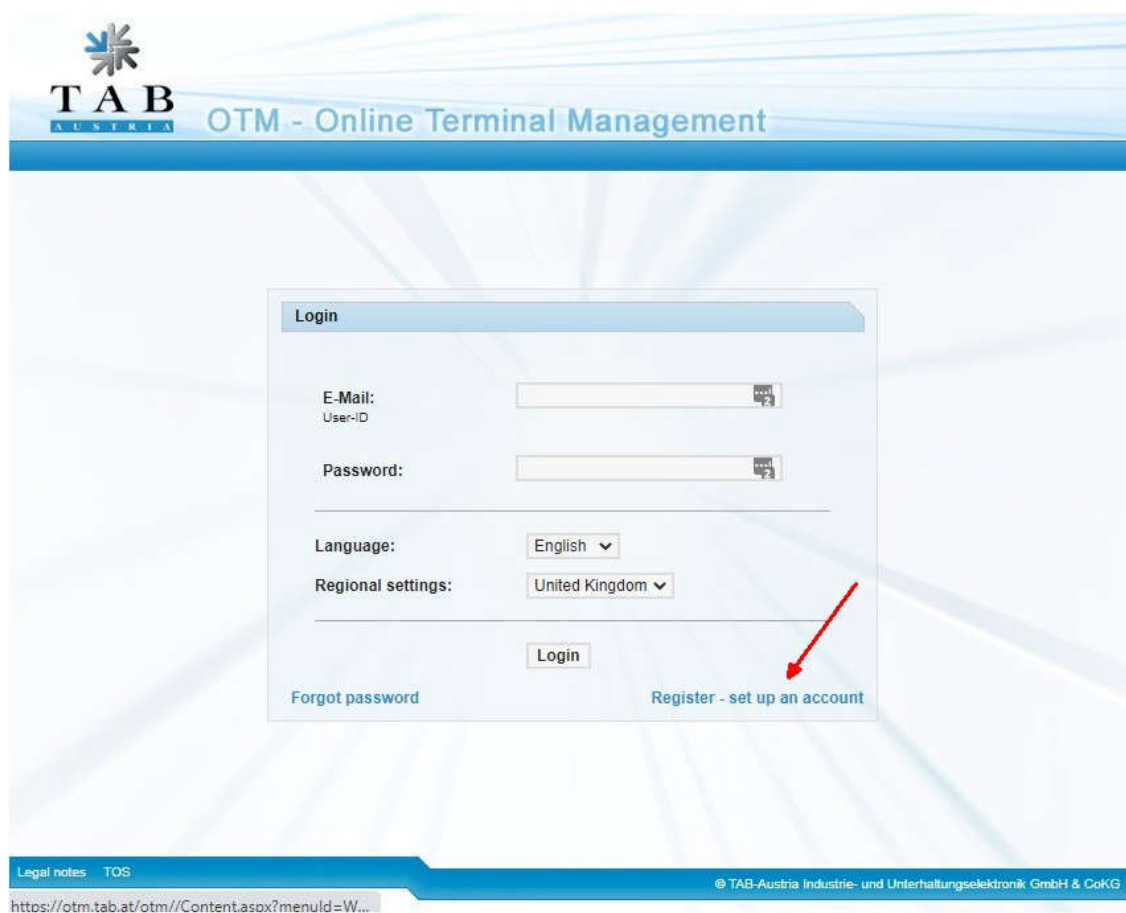 TAB
AUSTRIA
OTM - Online Terminal Management
Login
E-Mail:
User-ID
2
Password:
2
Language: English
Regional settings: United Kingdom
Login
Forgot password Register - set up an account
Legal notes TOS
© TAB-Austria Industrie- und Unterhaltungselektronik GmbH & CoKG
https://otm.tab.at/otm//Content.aspx?menuId=W...